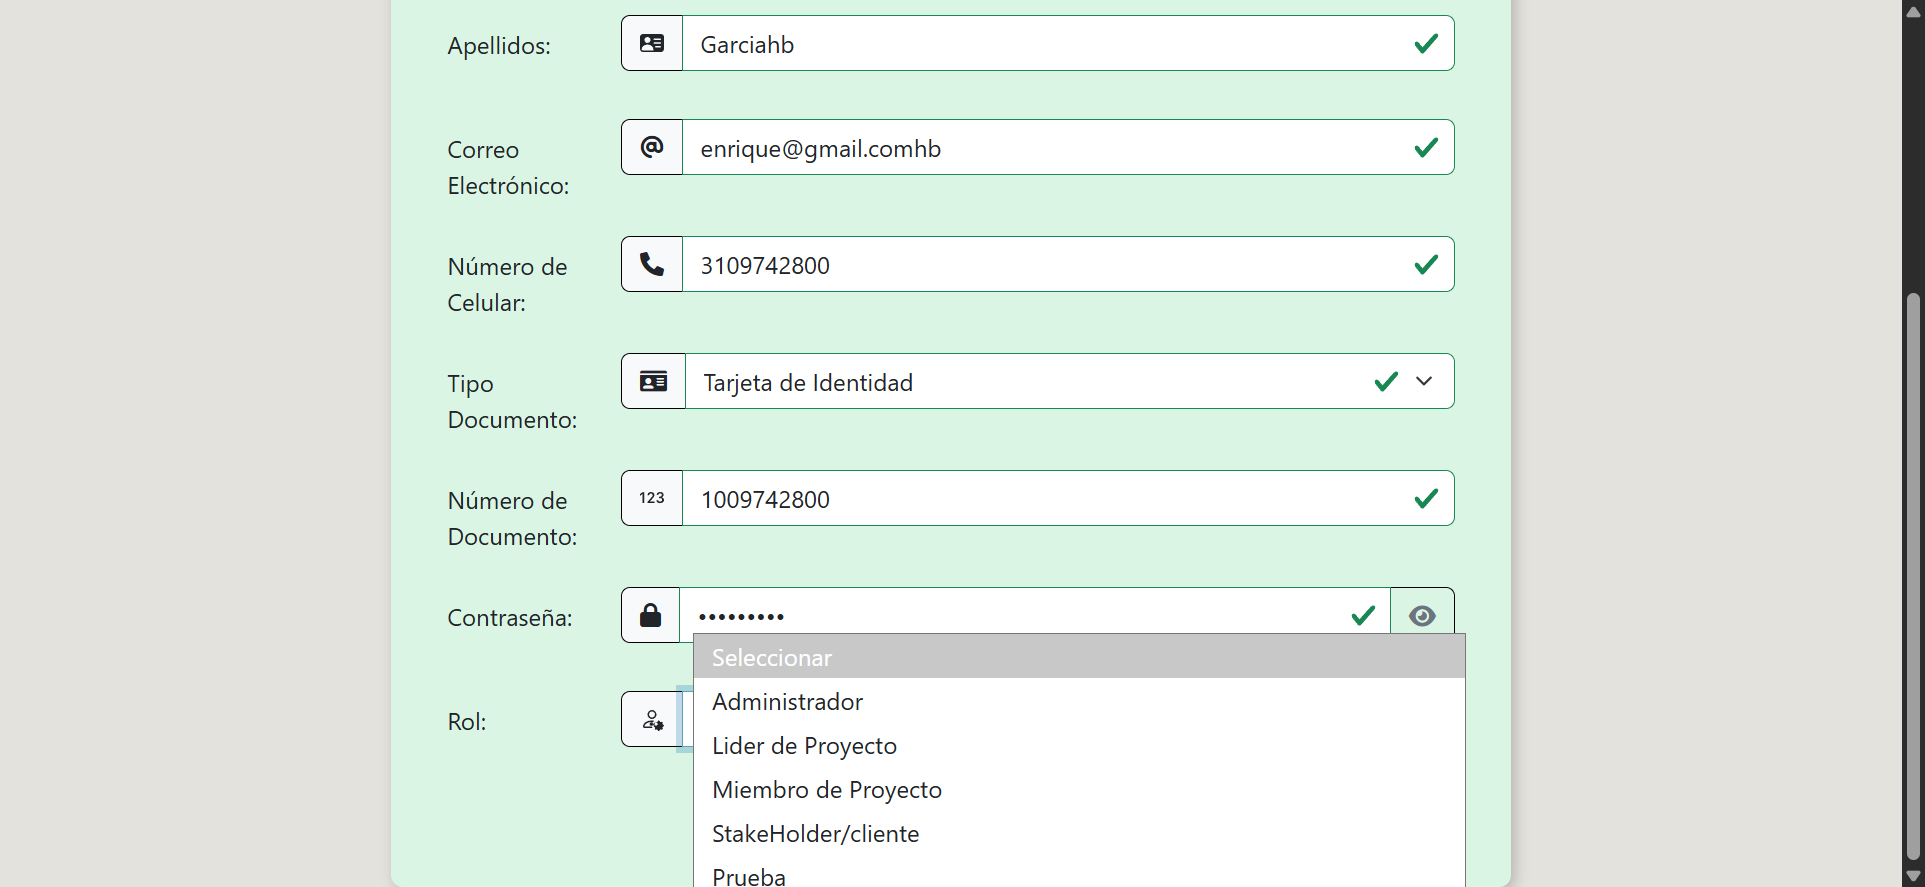 Apellidos:
Garciahb
Correo
Electrónico:
enrique@gmail.comhb
Número de
Celular:
3109742800
Tipo
Documento:
Tarjeta de Identidad
Número de
Documento:
123
1009742800
Contraseña:
•••••••••
Rol:
Seleccionar
Administrador
Lider de Proyecto
Miembro de Proyecto
StakeHolder/cliente
Prueba